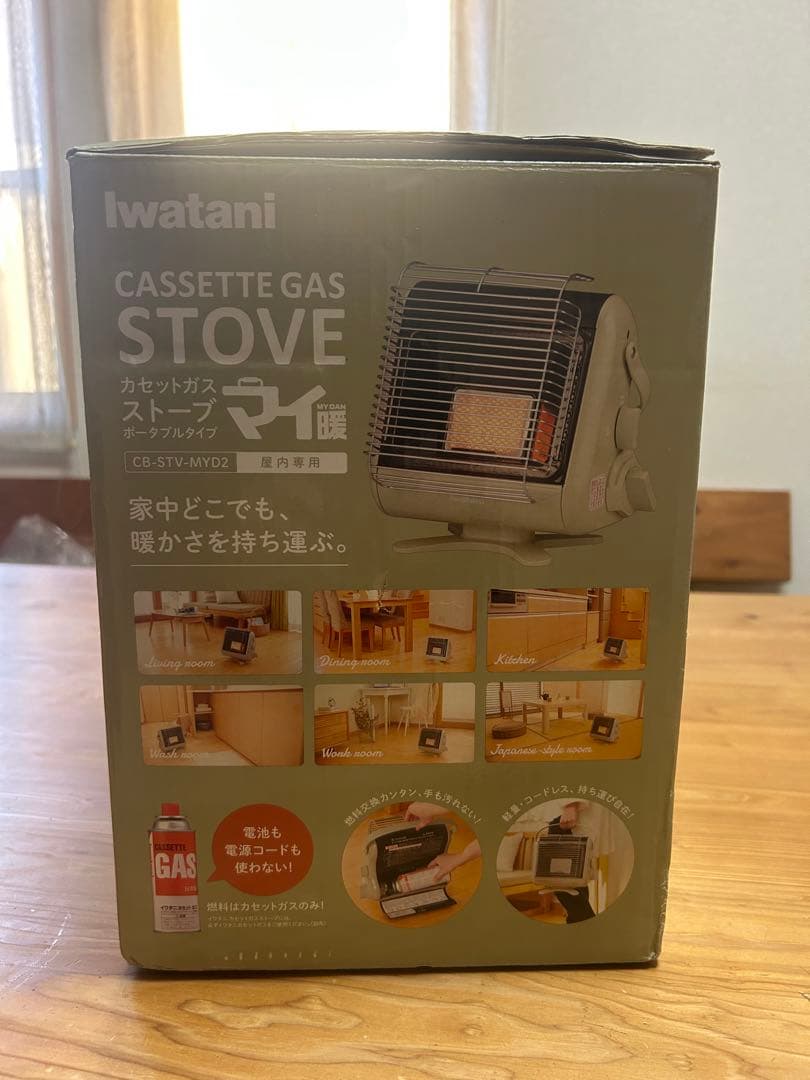 Iwatani
CASSETTE GAS
STOVE
カセットガス
ストーブ
ポータブルタイプ
マイ暖
MY DAN
CB-STV-MYD2 屋内専用
家中どこでも、
暖かさを持ち運ぶ。
Living room
Dining room
Kitchen
Wash room
Work room
Japanese-style room
CASSETTE
GAS
電池も
電源コードも
使わない!
燃料はカセットガスのみ!
燃料交換カンタン、手も汚れない!
軽量・コードレス、持ち運び自在!